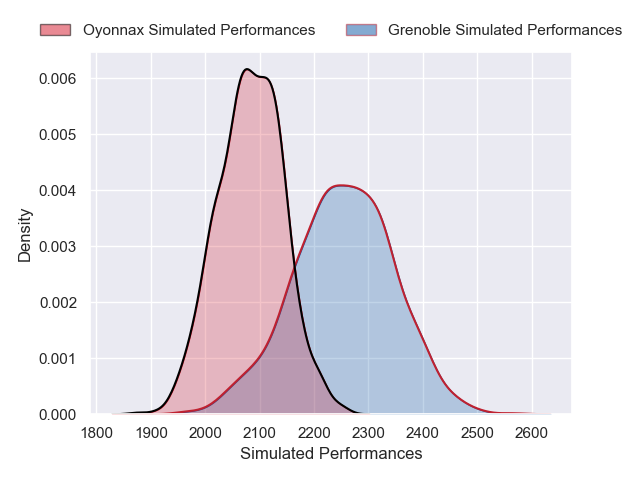 Oyonnax Simulated Performances Grenoble Simulated Performances
0.006
0.005
0.004
0.003
0.002
0.001
0.000
Density
1800 1900 2000 2100 2200 2300 2400 2500 2600
Simulated Performances